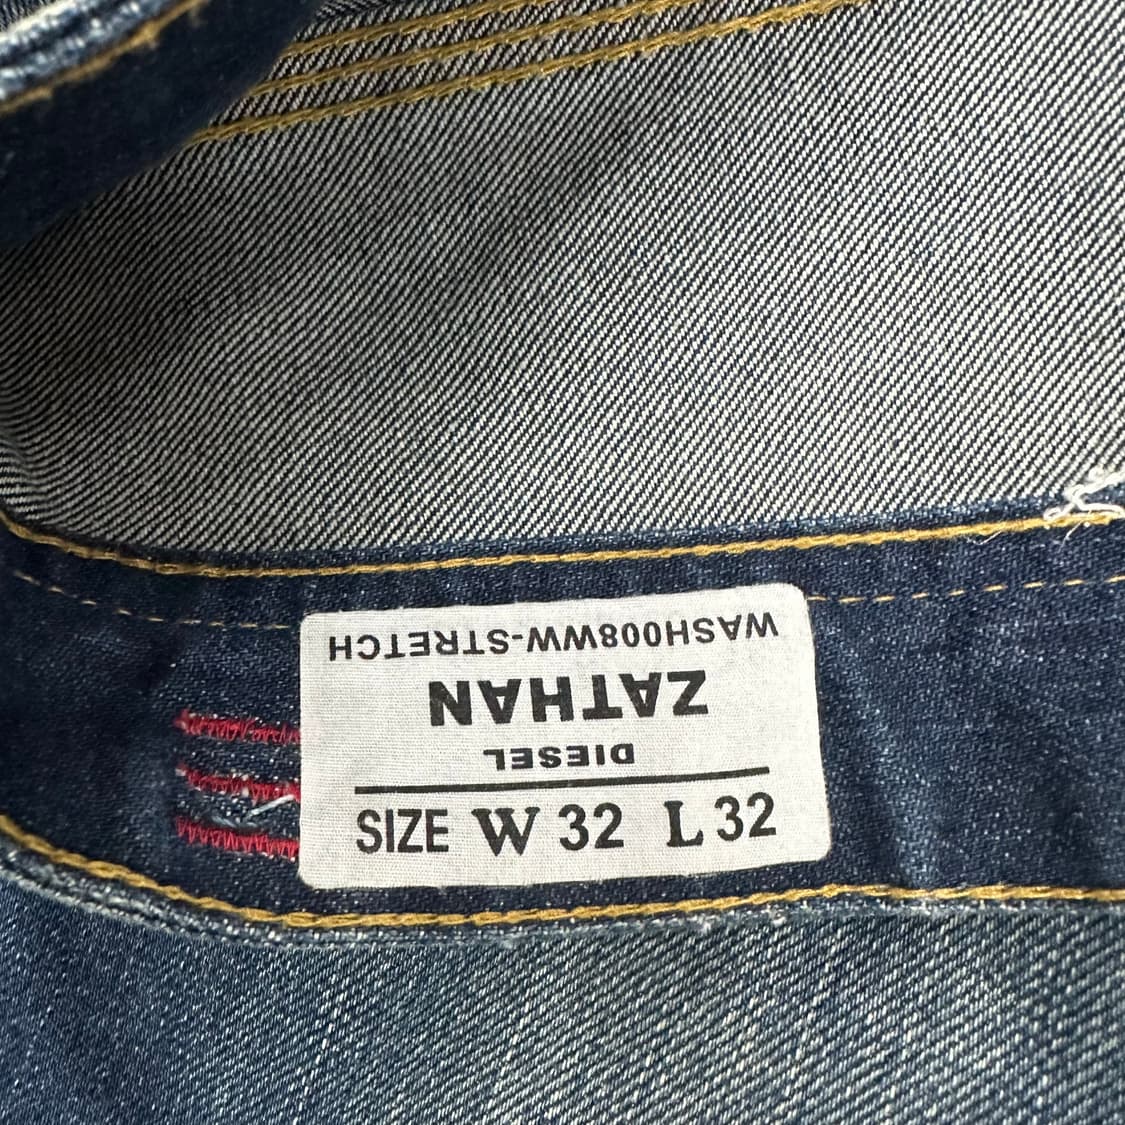 DIESEL
ZATHAN
WASH008WW-STRETCH
SIZE W 32 L 32